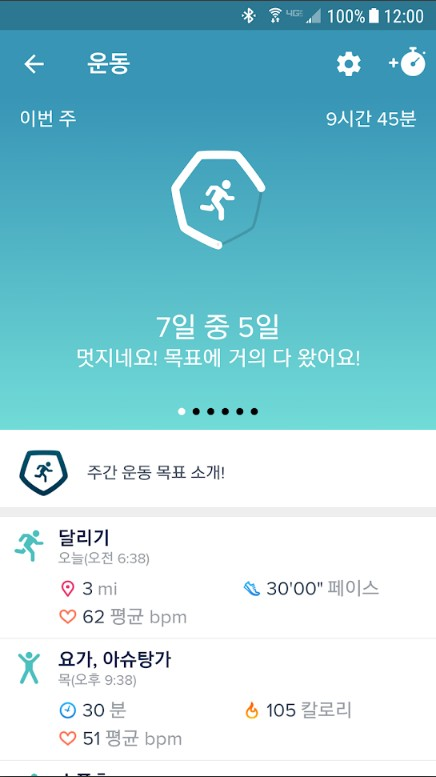 100% 12:00
운동
이번 주 9시간 45분
7일 중 5일
멋지네요! 목표에 거의 다 왔어요!
주간 운동 목표 소개!
달리기
오늘(오전 6:38)
3 mi 30'00" 페이스
62 평균 bpm
요가, 아슈탕가
목(오후 9:38)
30 분 105 칼로리
51 평균 bpm